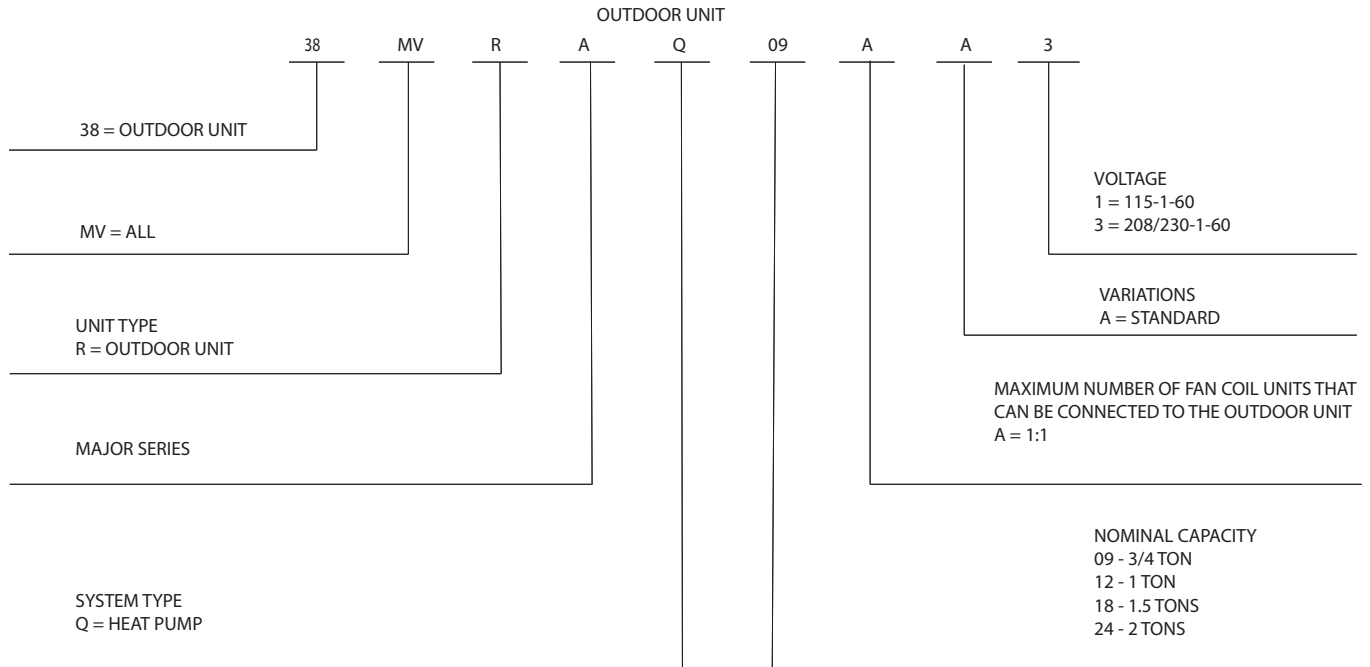 OUTDOOR UNIT
38 MV R A Q 09 A A 3
38 = OUTDOOR UNIT
MV = ALL
UNIT TYPE
R = OUTDOOR UNIT
MAJOR SERIES
SYSTEM TYPE
Q = HEAT PUMP
VOLTAGE
1 = 115-1-60
3 = 208/230-1-60
VARIATIONS
A = STANDARD
MAXIMUM NUMBER OF FAN COIL UNITS THAT
CAN BE CONNECTED TO THE OUTDOOR UNIT
A = 1:1
NOMINAL CAPACITY
09 - 3/4 TON
12 - 1 TON
18 - 1.5 TONS
24 - 2 TONS